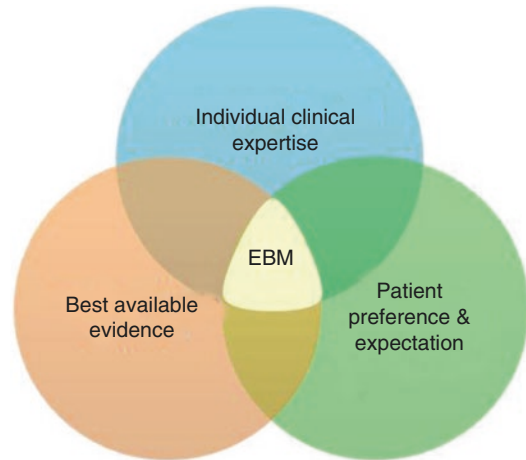 Individual clinical
expertise
EBM
Best available
evidence
Patient
preference &
expectation